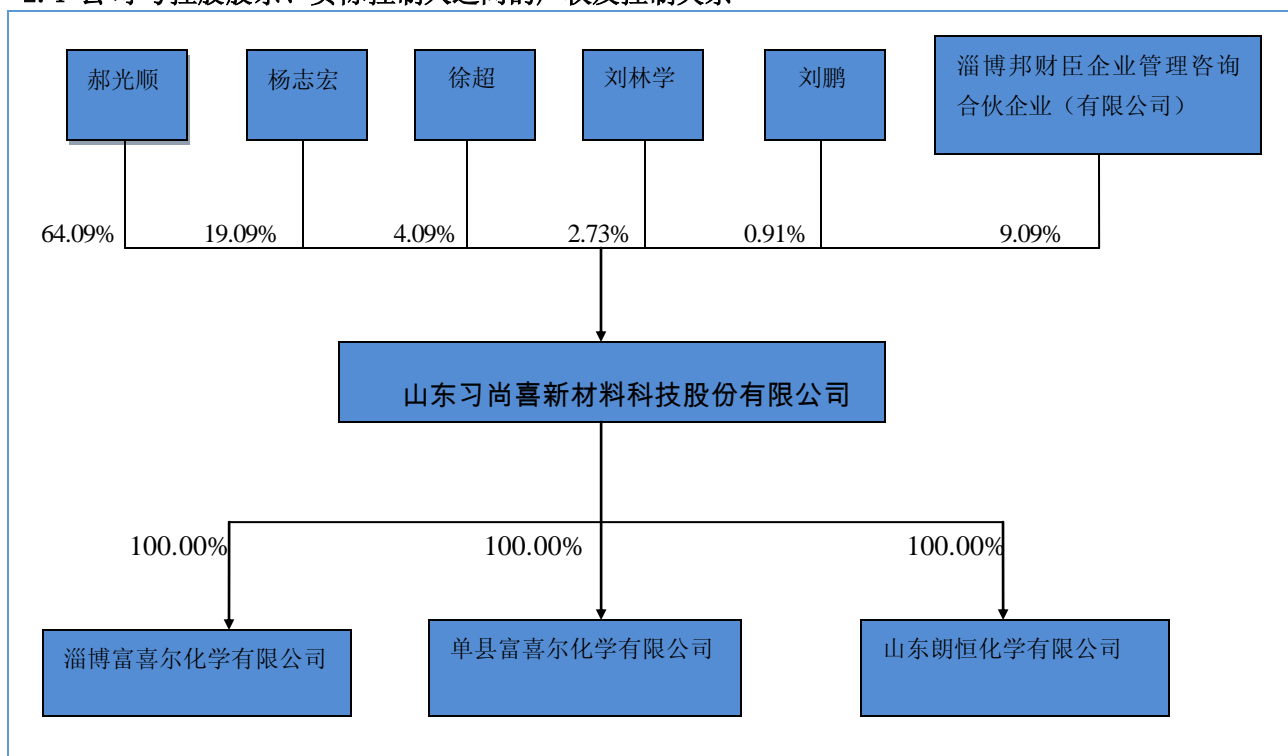 郝光顺
杨志宏
徐超
刘林学
刘鹏
淄博邦财臣企业管理咨询
合伙企业（有限公司）
64.09%
19.09%
4.09%
2.73%
0.91%
9.09%
山东习尚喜新材料科技股份有限公司
100.00%
100.00%
100.00%
淄博富喜尔化学有限公司
单县富喜尔化学有限公司
山东朗恒化学有限公司